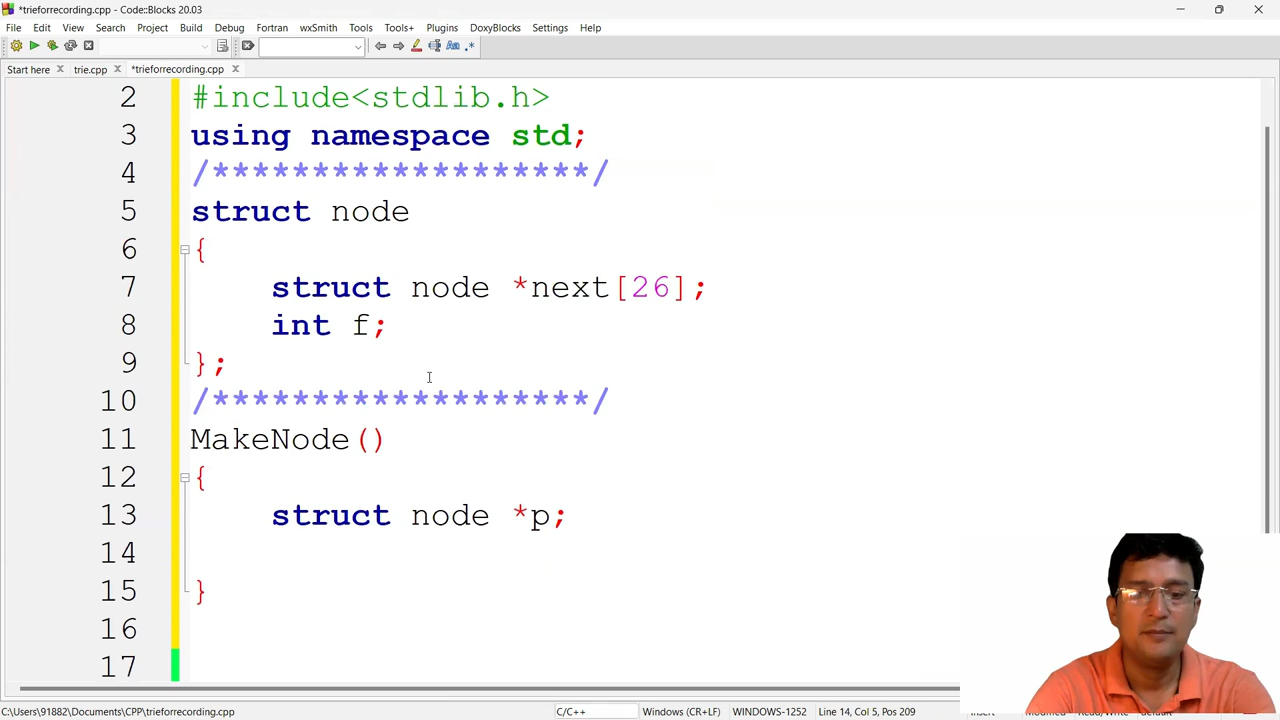 *trieforrecording.cpp - Code::Blocks 20.03
File Edit View Search Project Build Debug Fortran wxSmith Tools Tools+ Plugins DoxyBlocks Settings Help
Start here trie.cpp *trieforrecording.cpp
2 #include<stdlib.h>
3 using namespace std;
4 /*******************/
5 struct node
6 {
7 struct node *next[26];
8 int f;
9 };
10 /*******************/
11 MakeNode()
12 {
13 struct node *p;
14
15 }
16
17
C:\Users\91882\Documents\CPP\trieforrecording.cpp C/C++ Windows (CR+LF) WINDOWS-1252 Line 14, Col 5, Pos 209